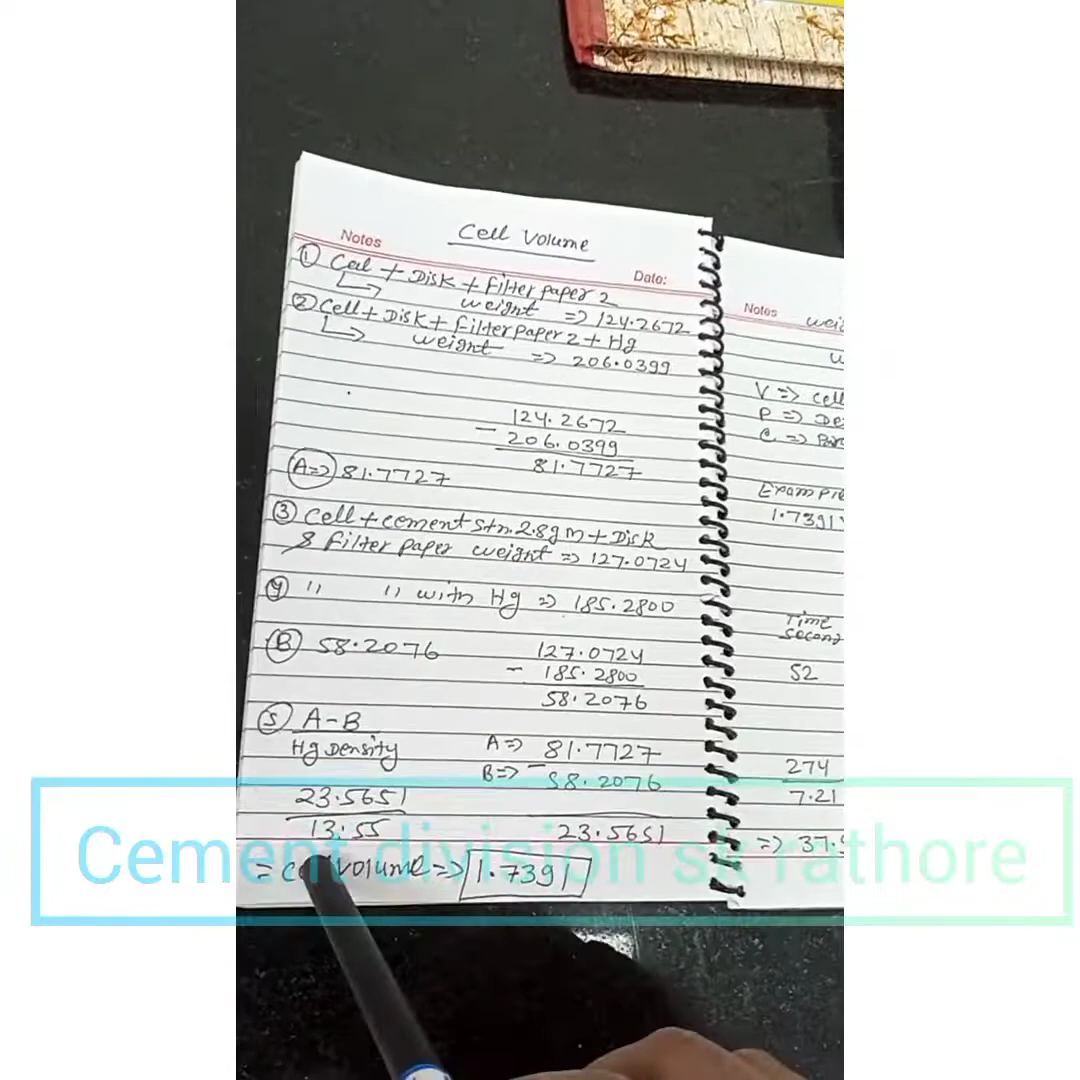 Cell Volume
Notes
Date:
① Cell + Disk + Filter paper 2
weight => 124.2672
② Cell + Disk + Filter paper 2 + Hg
weight => 206.0399
124.2672
- 206.0399
81.7727
A => 81.7727
③ Cell + cement stn. 2.8gm + Disk
& Filter paper weight => 127.0724
④ " " with Hg => 185.2800
B 58.2076
127.0724
- 185.2800
58.2076
⑤ A-B
Hg Density
A => 81.7727
B => - 58.2076
23.5651
13.55
23.5651
= volume => 1.7391
Notes
V => Cell
P =>
1.7391
Time
52
274
7.21
=> 37.
Cement division sk rathore